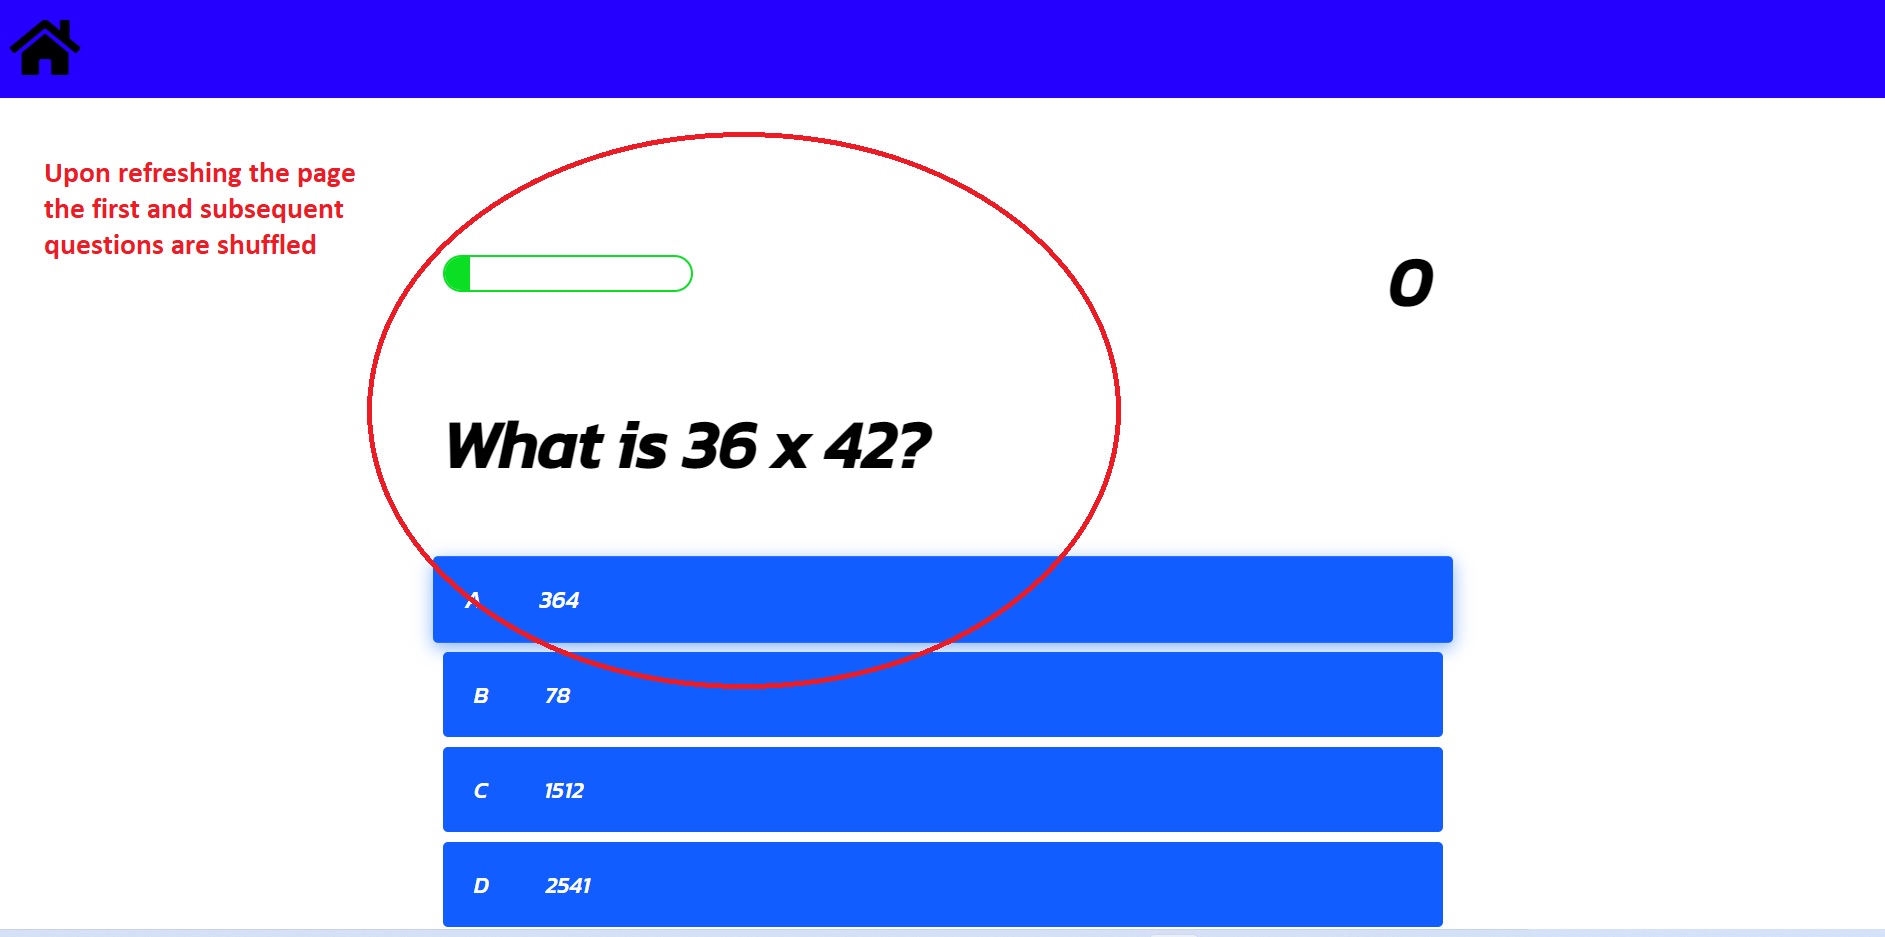 Upon refreshing the page
the first and subsequent
questions are shuffled
0
What is 36 x 42?
A 364
B 78
C 1512
D 2541